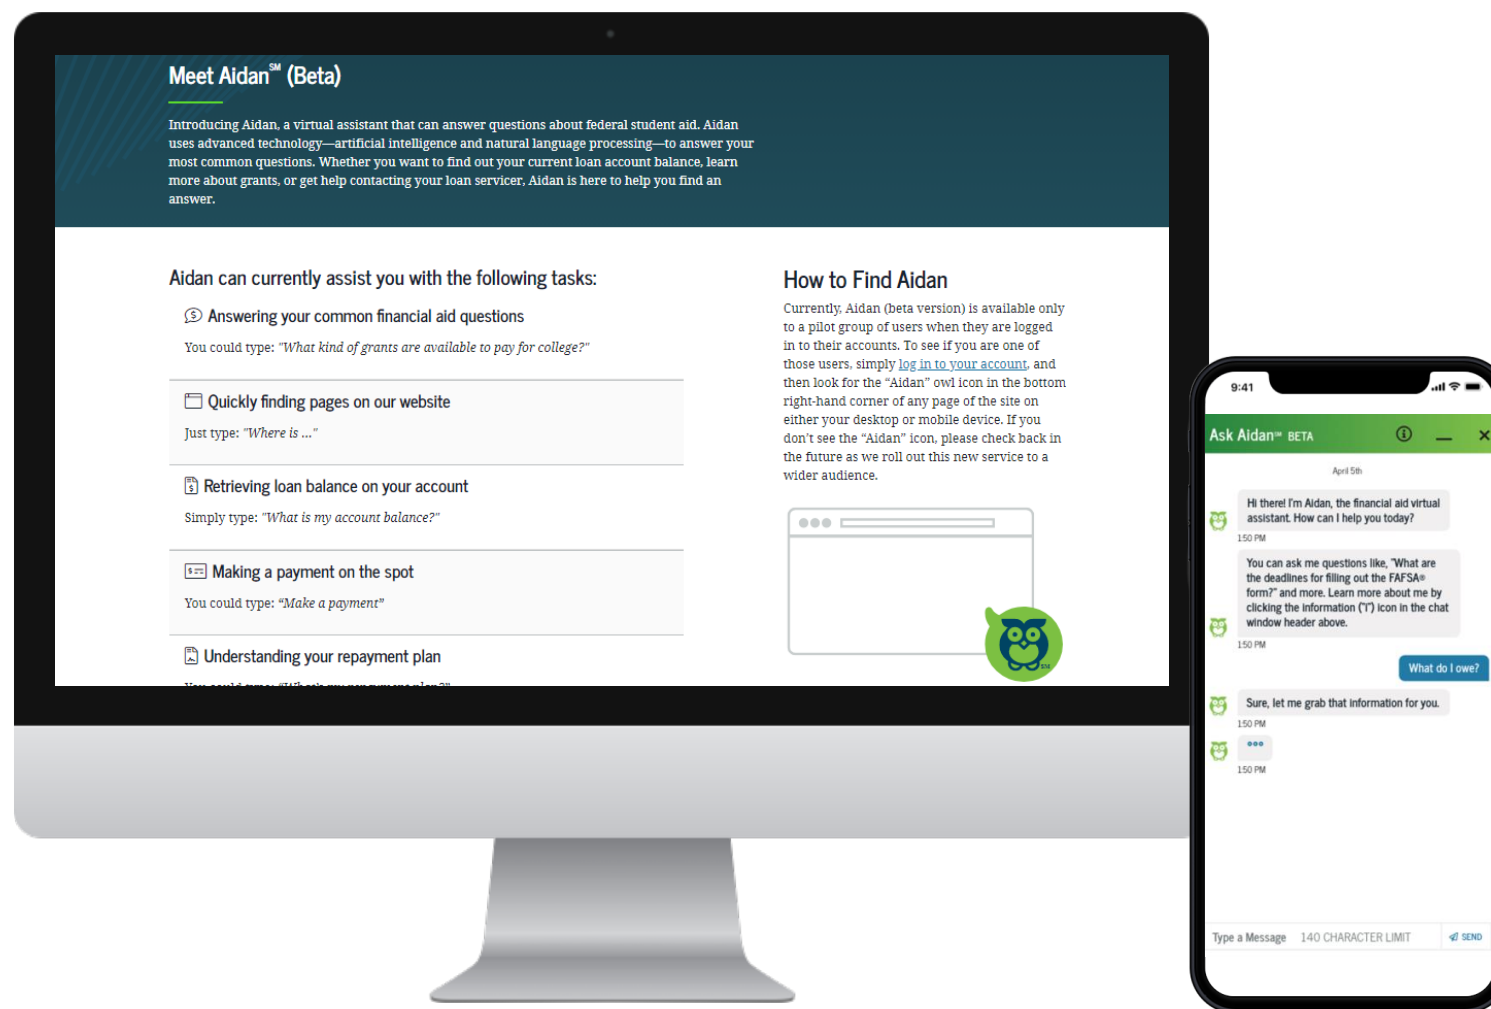 Meet Aidan℠ (Beta)
Introducing Aidan, a virtual assistant that can answer questions about federal student aid. Aidan
uses advanced technology—artificial intelligence and natural language processing—to answer your
most common questions. Whether you want to find out your current loan account balance, learn
more about grants, or get help contacting your loan servicer, Aidan is here to help you find an
answer.
Aidan can currently assist you with the following tasks:
Answering your common financial aid questions
You could type: "What kind of grants are available to pay for college?"
Quickly finding pages on our website
Just type: "Where is ..."
Retrieving loan balance on your account
Simply type: "What is my account balance?"
Making a payment on the spot
You could type: “Make a payment”
Understanding your repayment plan
You could type: “What's my repayment plan?”
How to Find Aidan
Currently, Aidan (beta version) is available only
to a pilot group of users when they are logged
in to their accounts. To see if you are one of
those users, simply log in to your account, and
then look for the “Aidan” owl icon in the bottom
right-hand corner of any page of the site on
either your desktop or mobile device. If you
don’t see the “Aidan” icon, please check back in
the future as we roll out this new service to a
wider audience.
SM
9:41
Ask Aidan℠ BETA
April 5th
Hi there! I'm Aidan, the financial aid virtual
assistant. How can I help you today?
1:50 PM
You can ask me questions like, "What are
the deadlines for filling out the FAFSA®
form?" and more. Learn more about me by
clicking the information ("i") icon in the chat
window header above.
1:50 PM
What do I owe?
Sure, let me grab that information for you.
1:50 PM
1:50 PM
Type a Message 140 CHARACTER LIMIT SEND